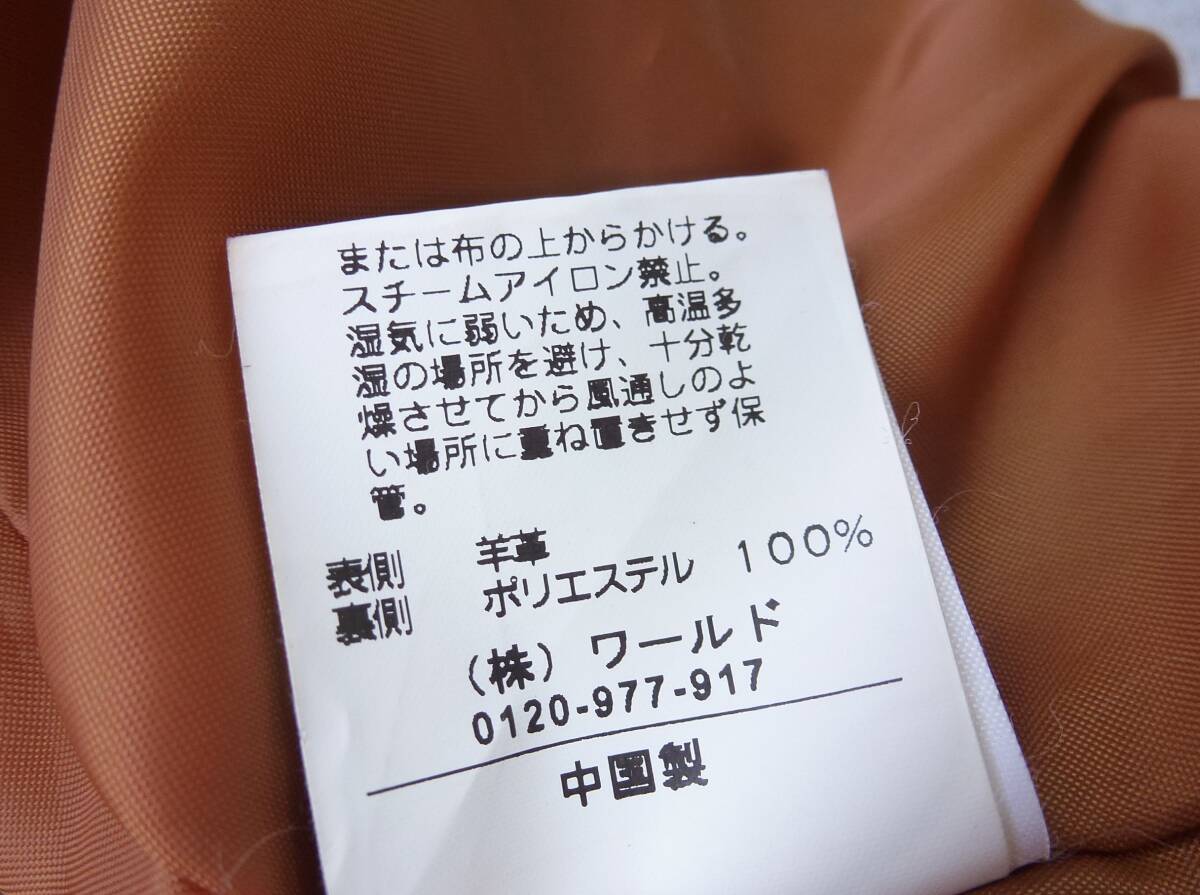 または布の上からかける。
スチームアイロン禁止。
湿気に弱いため、高温多
湿の場所を避け、十分乾
燥させてから風通しのよ
い場所に重ね置きせず保
管。
表側 羊革
裏側 ポリエステル 100%
(株) ワールド
0120-977-917
中国製